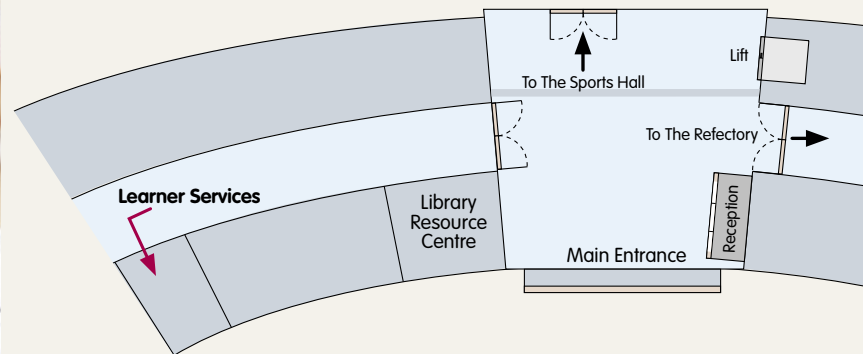 Lift
To The Sports Hall
To The Refectory
Learner Services
Library
Resource
Centre
Reception
Main Entrance